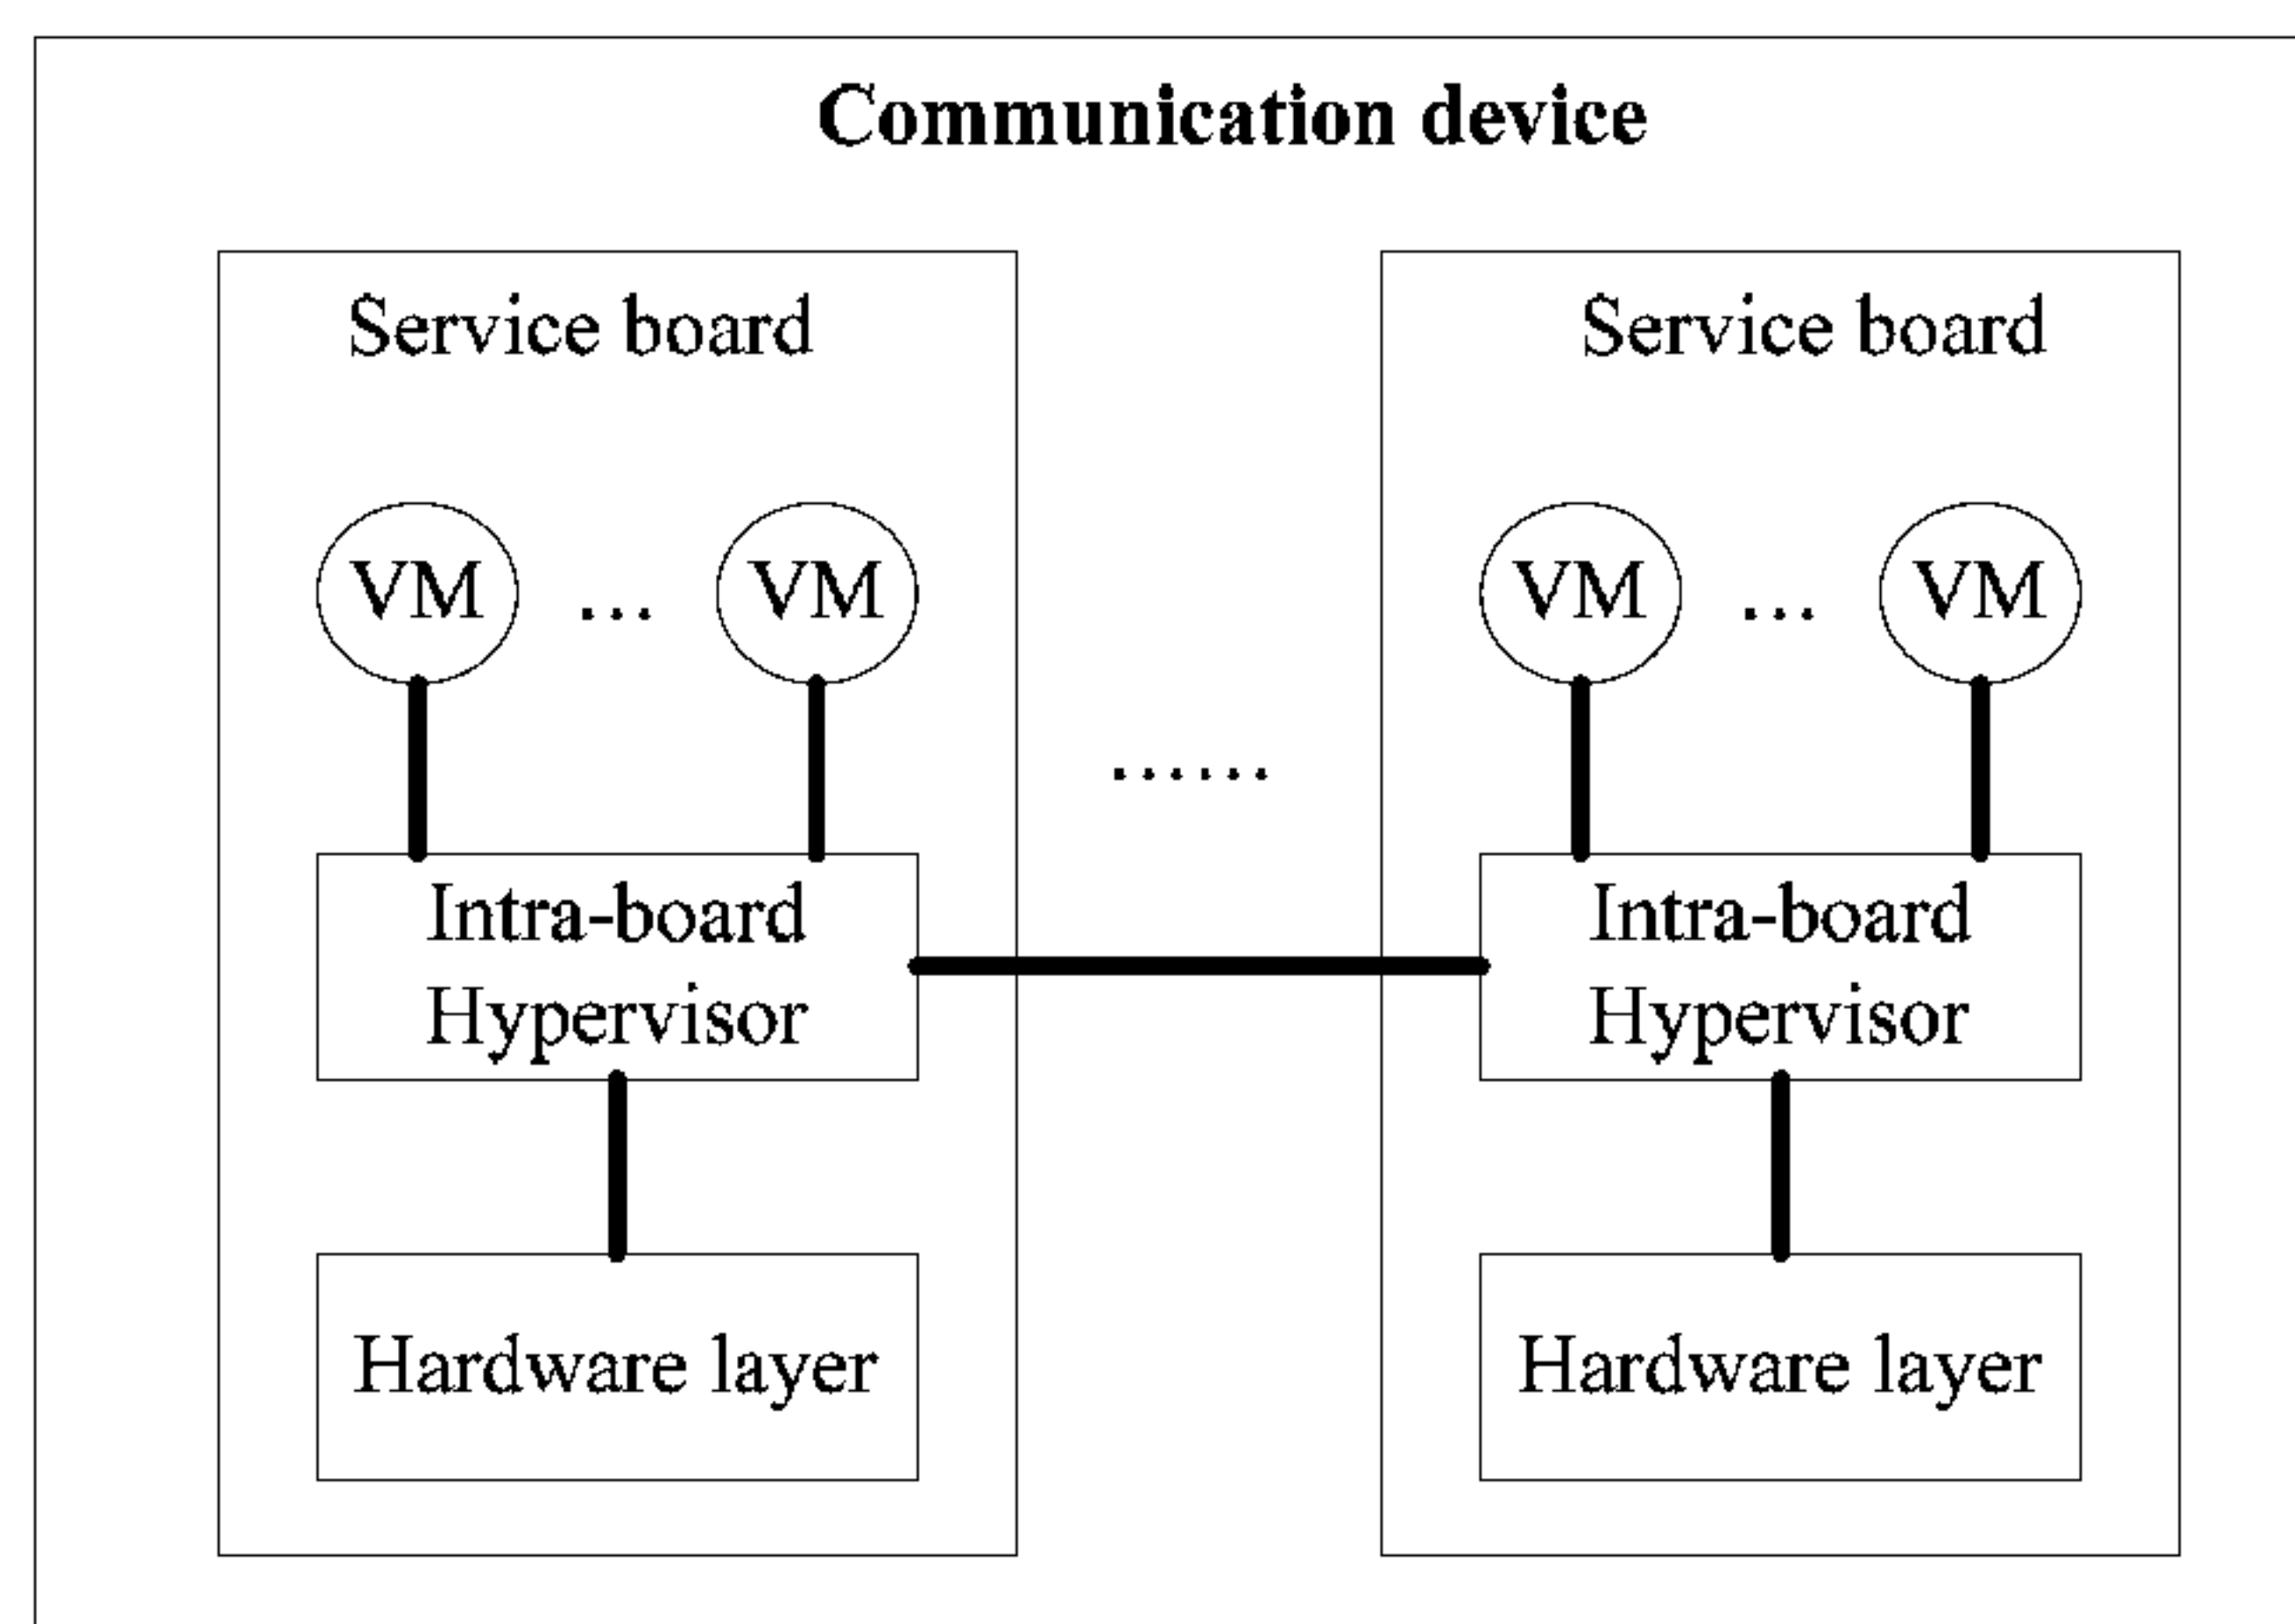 Communication device
Service board
VM ... VM
Intra-board
Hypervisor
Hardware layer
......
Service board
VM ... VM
Intra-board
Hypervisor
Hardware layer